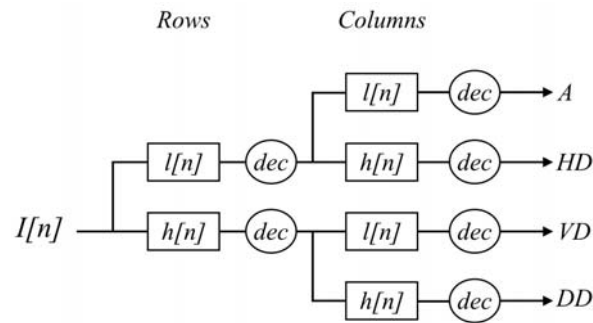 Rows Columns
l[n] dec A
l[n] dec h[n] dec HD
I[n] h[n] dec l[n] dec VD
h[n] dec DD